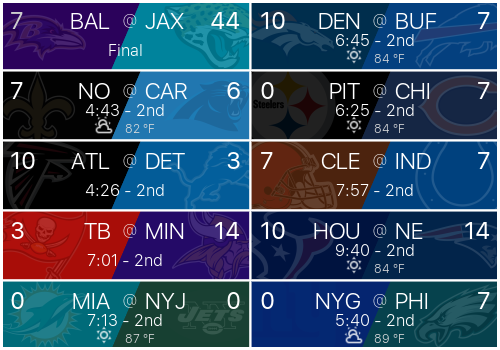 7 BAL @ JAX 44
Final
10 DEN @ BUF 7
6:45 - 2nd
84 °F
7 NO @ CAR 6
4:43 - 2nd
82 °F
0 PIT @ CHI 7
Steelers
6:25 - 2nd
84 °F
10 ATL @ DET 3
4:26 - 2nd
7 CLE @ IND 7
7:57 - 2nd
3 TB @ MIN 14
7:01 - 2nd
10 HOU @ NE 14
9:40 - 2nd
84 °F
0 MIA @ NYJ 0
JETS
7:13 - 2nd
87 °F
0 NYG @ PHI 7
5:40 - 2nd
89 °F